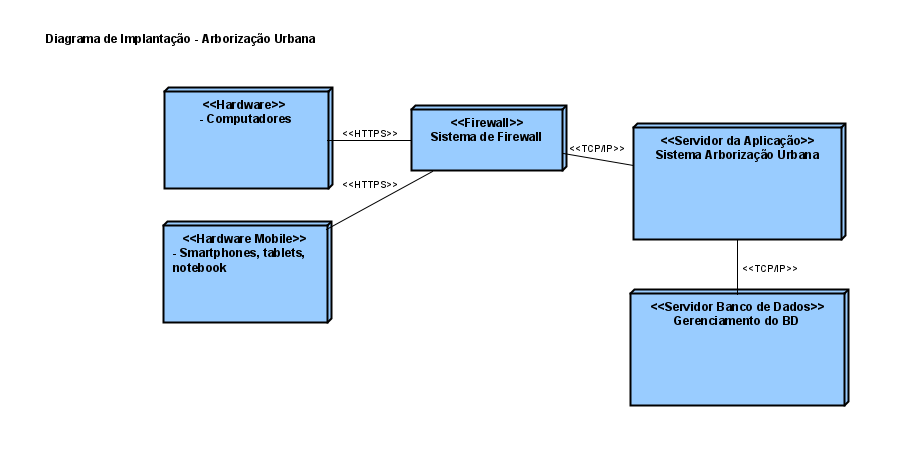 Diagrama de Implantação - Arborização Urbana
<<Hardware>>
- Computadores
<<HTTPS>>
<<Firewall>>
Sistema de Firewall
<<TCP/IP>>
<<Servidor da Aplicação>>
Sistema Arborização Urbana
<<HTTPS>>
<<Hardware Mobile>>
- Smartphones, tablets,
notebook
<<TCP/IP>>
<<Servidor Banco de Dados>>
Gerenciamento do BD